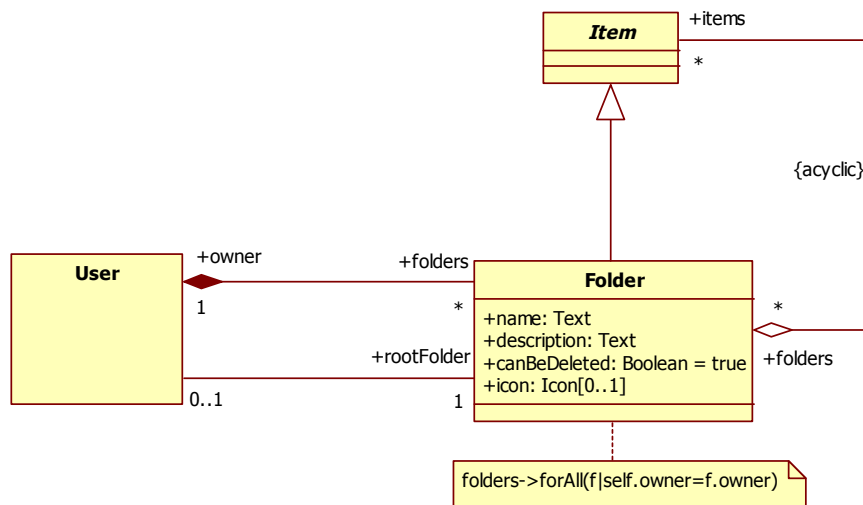 Item
+items
*
{acyclic}
User
+owner
1
+folders
*
+rootFolder
0..1
1
Folder
+name: Text
+description: Text
+canBeDeleted: Boolean = true
+icon: Icon[0..1]
*
+folders
folders->forAll(f|self.owner=f.owner)